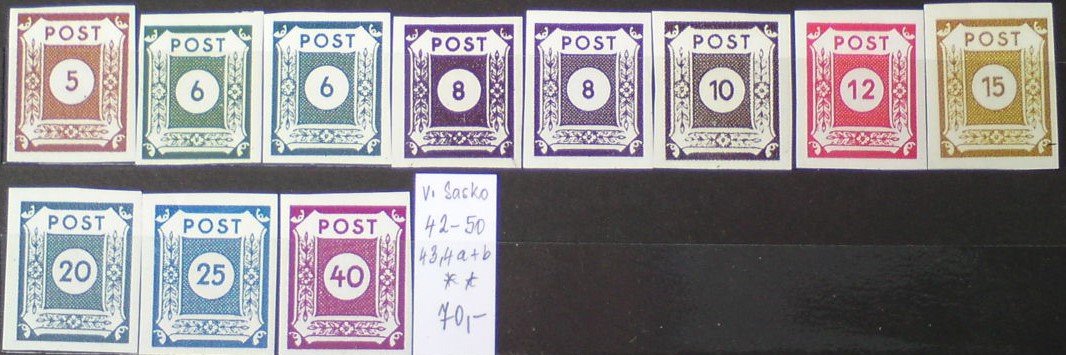 POST POST POST POST POST POST POST POST
5 6 6 8 8 10 12 15
POST POST POST
20 25 40
V. Sasko
42-50
43,4a+b
**
70,-